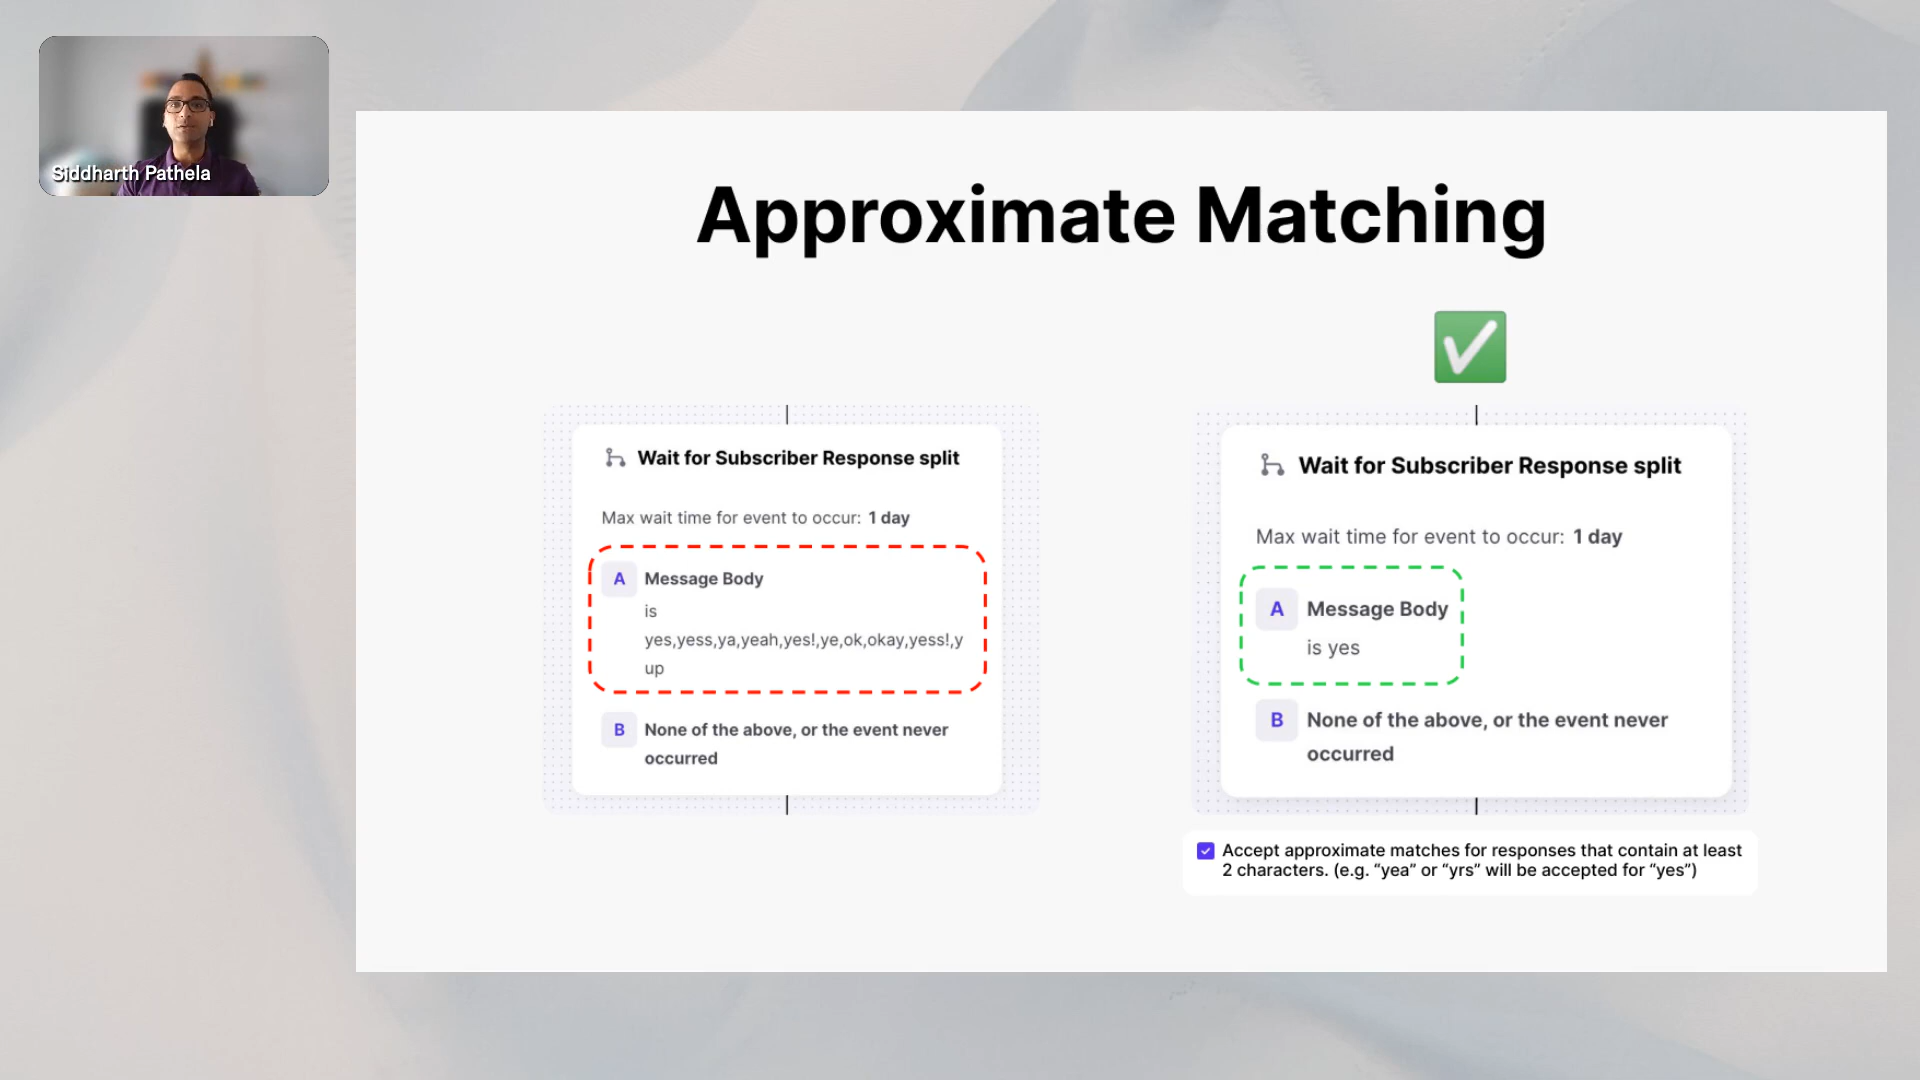 Siddharth Pathela
Approximate Matching
Wait for Subscriber Response split
Max wait time for event to occur: 1 day
A Message Body
is
yes,yess,ya,yeah,yes!,ye,ok,okay,yess!,y
up
B None of the above, or the event never
occurred
Wait for Subscriber Response split
Max wait time for event to occur: 1 day
A Message Body
is yes
B None of the above, or the event never
occurred
Accept approximate matches for responses that contain at least
2 characters. (e.g. “yea” or “yrs” will be accepted for “yes”)